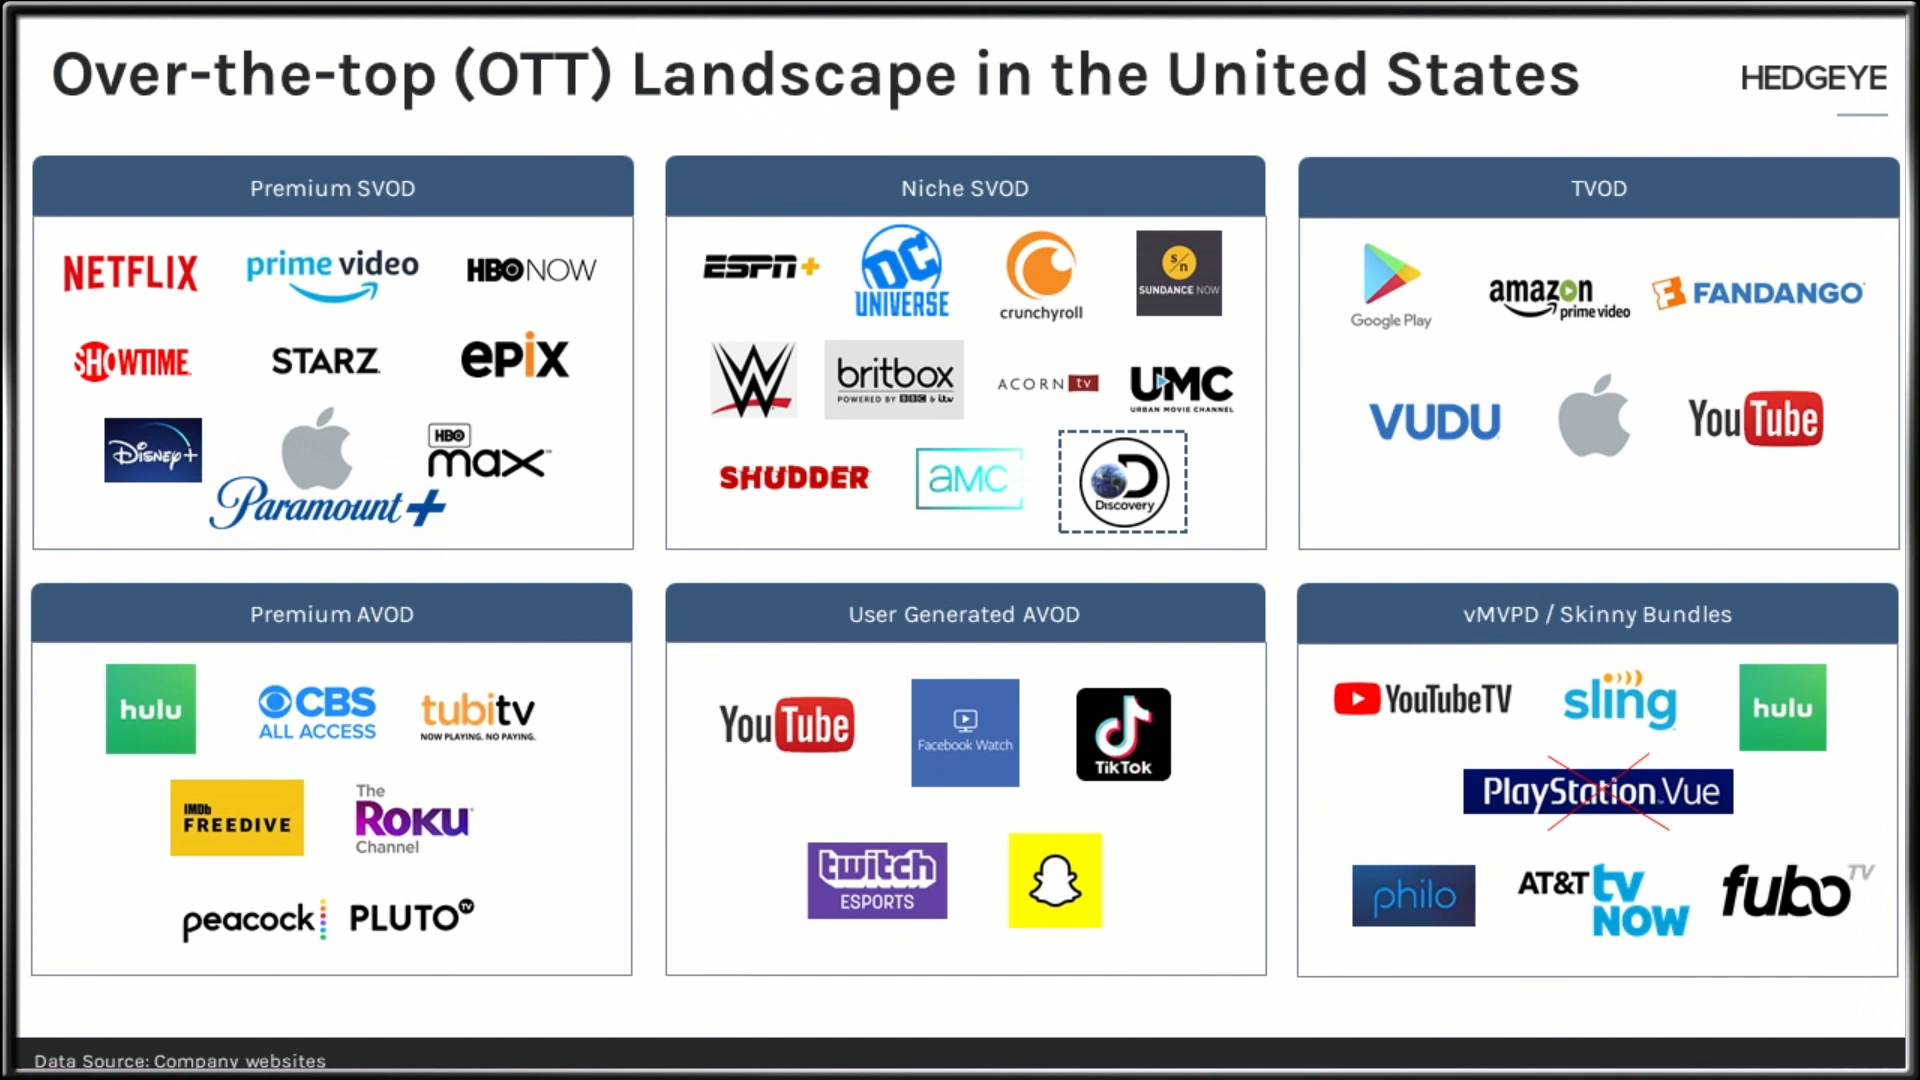 Over-the-top (OTT) Landscape in the United States
HEDGEYE
Premium SVOD
NETFLIX
prime video
HBO NOW
SHOWTIME
STARZ
epix
Disney+
HBO
max
Paramount+
Niche SVOD
ESPN+
DC
UNIVERSE
crunchyroll
s/n
SUNDANCE NOW
W
britbox
POWERED BY BBC & itv
ACORN tv
UMC
URBAN MOVIE CHANNEL
SHUDDER
aMC+
D
Discovery
TVOD
Google Play
amazon
prime video
F FANDANGO
VUDU
YouTube
Premium AVOD
hulu
CBS
ALL ACCESS
tubitv
NOW PLAYING. NO PAYING.
IMDb
FREEDIVE
The
ROKU
Channel
peacock
PLUTO TV
User Generated AVOD
YouTube
Facebook Watch
TikTok
twitch
ESPORTS
vMVPD / Skinny Bundles
YouTubeTV
sling
hulu
PlayStation™Vue
philo
AT&T tv
NOW
fubo TV
Data Source: Company websites